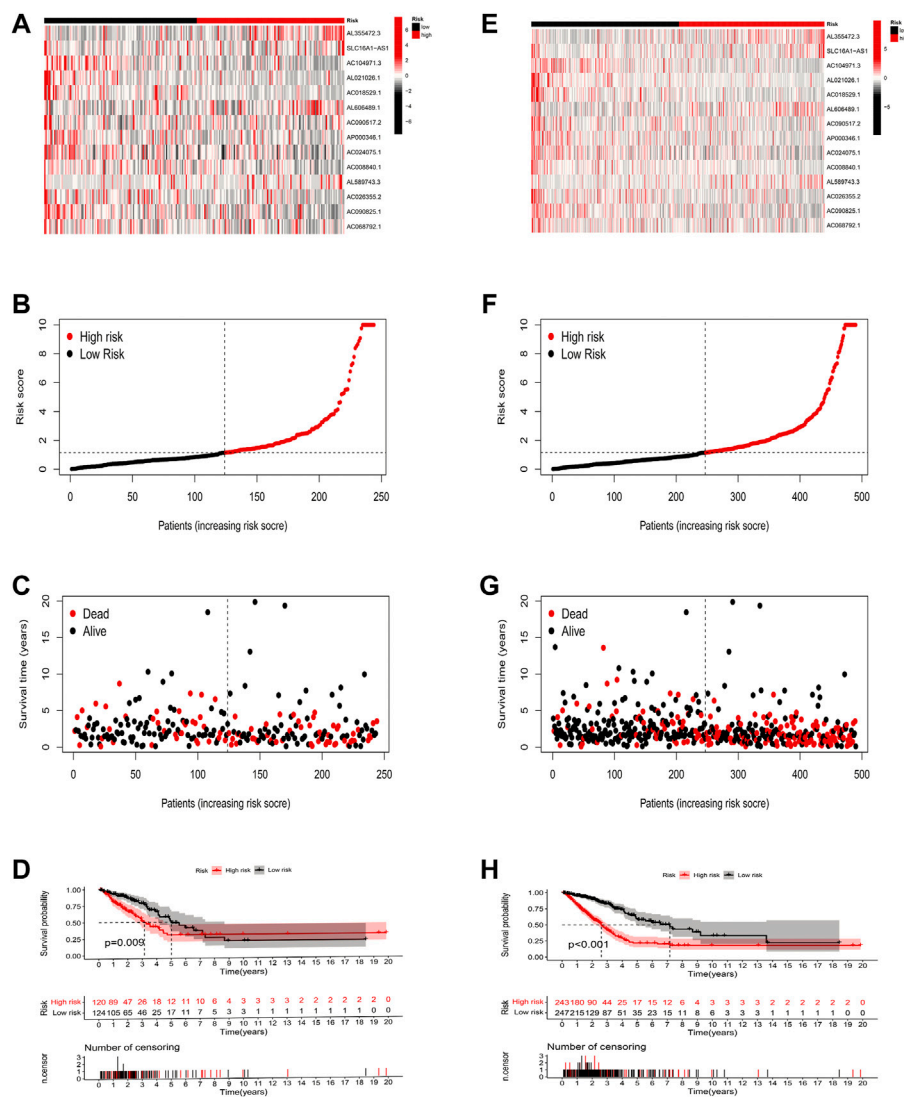 A
Risk
AL355472.3
SLC16A1-AS1
AC104971.3
AL021026.1
AC018529.1
AL606489.1
AC090517.2
AP000346.1
AC024075.1
AC008840.1
AL589743.3
AC026355.2
AC090825.1
AC068792.1
6
4
2
0
-2
-4
-6
Risk
low
high
E
Risk
AL355472.3
SLC16A1-AS1
AC104971.3
AL021026.1
AC018529.1
AL606489.1
AC090517.2
AP000346.1
AC024075.1
AC008840.1
AL589743.3
AC026355.2
AC090825.1
AC068792.1
5
0
-5
Risk
high
B
High risk
Low Risk
Risk score
10
8
6
4
2
0
0 50 100 150 200 250
Patients (increasing risk socre)
F
High risk
Low Risk
Risk score
10
8
6
4
2
0
0 100 200 300 400 500
Patients (increasing risk socre)
C
Dead
Alive
Survival time (years)
20
15
10
5
0
0 50 100 150 200 250
Patients (increasing risk socre)
G
Dead
Alive
Survival time (years)
20
15
10
5
0
0 100 200 300 400 500
Patients (increasing risk socre)
D
Risk High risk Low risk
Survival probability
1.00
0.75
0.50
0.25
p=0.009
0 1 2 3 4 5 6 7 8 9 10 11 12 13 14 15 16 17 18 19 20
Time(years)
Risk
High risk 120 89 47 26 18 12 11 10 6 4 3 3 3 3 2 2 2 2 2 2 0
Low risk 124 105 65 46 25 17 11 7 5 3 3 1 1 1 1 1 1 1 1 0 0
0 1 2 3 4 5 6 7 8 9 10 11 12 13 14 15 16 17 18 19 20
Time(years)
Number of censoring
n.censor
3
2
1
0
0 1 2 3 4 5 6 7 8 9 10 11 12 13 14 15 16 17 18 19 20
Time(years)
H
Risk High risk Low risk
Survival probability
1.00
0.75
0.50
0.25
p<0.001
0 1 2 3 4 5 6 7 8 9 10 11 12 13 14 15 16 17 18 19 20
Time(years)
Risk
High risk 243 180 90 44 25 17 15 12 6 4 3 3 3 3 2 2 2 2 2 2 0
Low risk 247 215 129 87 51 35 23 15 11 8 6 3 3 3 1 1 1 1 1 0 0
0 1 2 3 4 5 6 7 8 9 10 11 12 13 14 15 16 17 18 19 20
Time(years)
Number of censoring
n.censor
3
2
1
0
0 1 2 3 4 5 6 7 8 9 10 11 12 13 14 15 16 17 18 19 20
Time(years)